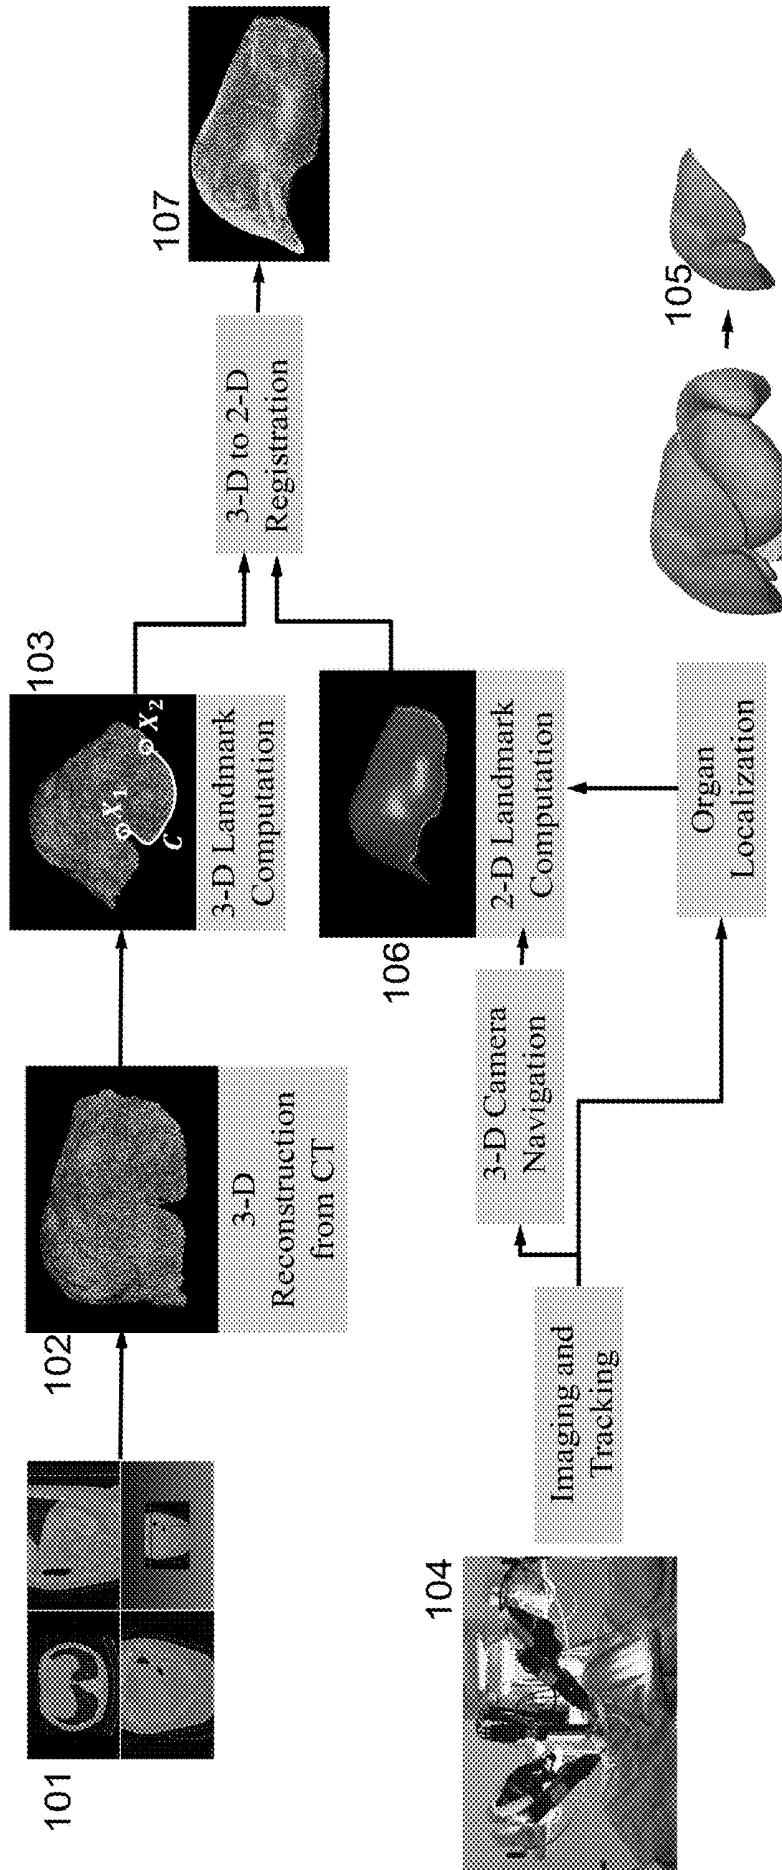 101
102
3-D
Reconstruction
from CT
103
X1
X2
C
3-D Landmark
Computation
104
Imaging and
Tracking
3-D Camera
Navigation
106
2-D Landmark
Computation
Organ
Localization
105
3-D to 2-D
Registration
107